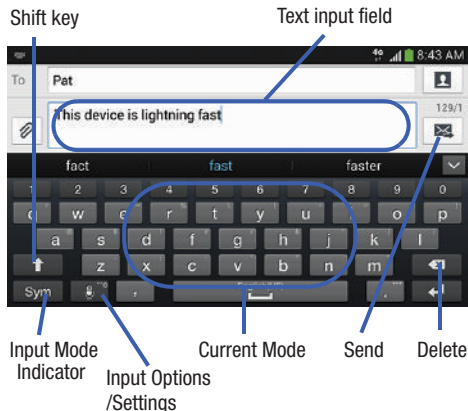 Shift key
Text input field
4G 8:43 AM
To Pat
129/1
This device is lightning fast
fact fast faster
1 2 3 4 5 6 7 8 9 0
q w e r t y u i o p
a s d f g h j k l
z x c v b n m
Sym , .
Input Mode
Indicator
Input Options
/Settings
Current Mode
Send
Delete